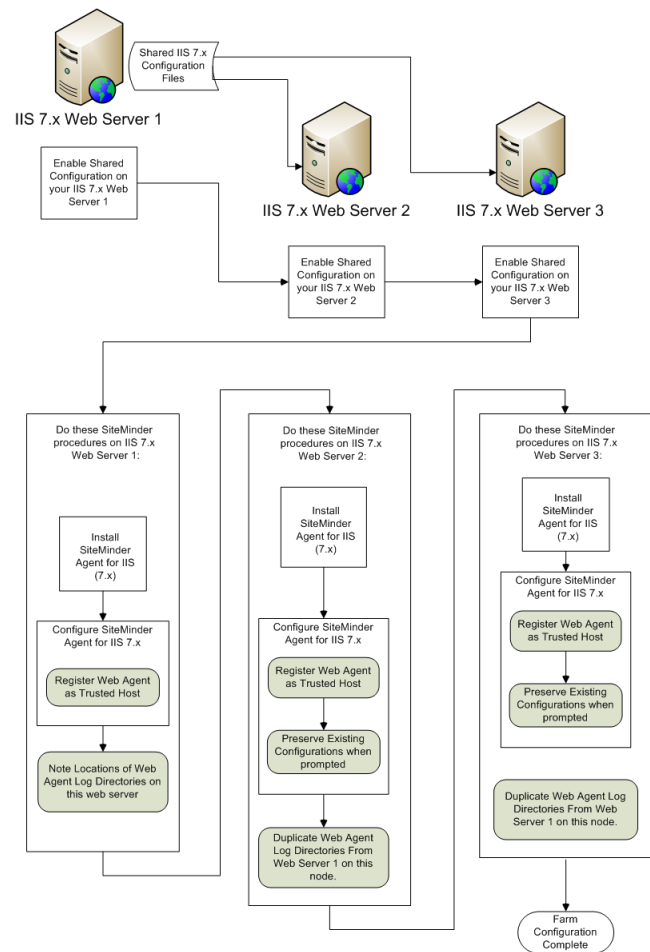 Shared IIS 7.x
Configuration
Files
IIS 7.x Web Server 1
IIS 7.x Web Server 2
IIS 7.x Web Server 3
Enable Shared
Configuration on
your IIS 7.x Web
Server 1
Enable Shared
Configuration on
your IIS 7.x Web
Server 2
Enable Shared
Configuration on
your IIS 7.x Web
Server 3
Do these SiteMinder
procedures on IIS 7.x
Web Server 1:
Install
SiteMinder
Agent for IIS
(7.x)
Configure SiteMinder
Agent for IIS 7.x
Register Web Agent
as Trusted Host
Note Locations of Web
Agent Log Directories on
this web server
Do these SiteMinder
procedures on IIS 7.x
Web Server 2:
Install
SiteMinder
Agent for IIS
(7.x)
Configure SiteMinder
Agent for IIS 7.x
Register Web Agent
as Trusted Host
Preserve Existing
Configurations when
prompted
Duplicate Web Agent
Log Directories From
Web Server 1 on this
node.
Do these SiteMinder
procedures on IIS 7.x
Web Server 3:
Install
SiteMinder
Agent for IIS
(7.x)
Configure SiteMinder
Agent for IIS 7.x
Register Web Agent
as Trusted Host
Preserve Existing
Configurations when
prompted
Duplicate Web Agent Log
Directories From Web
Server 1 on this node.
Farm
Configuration
Complete